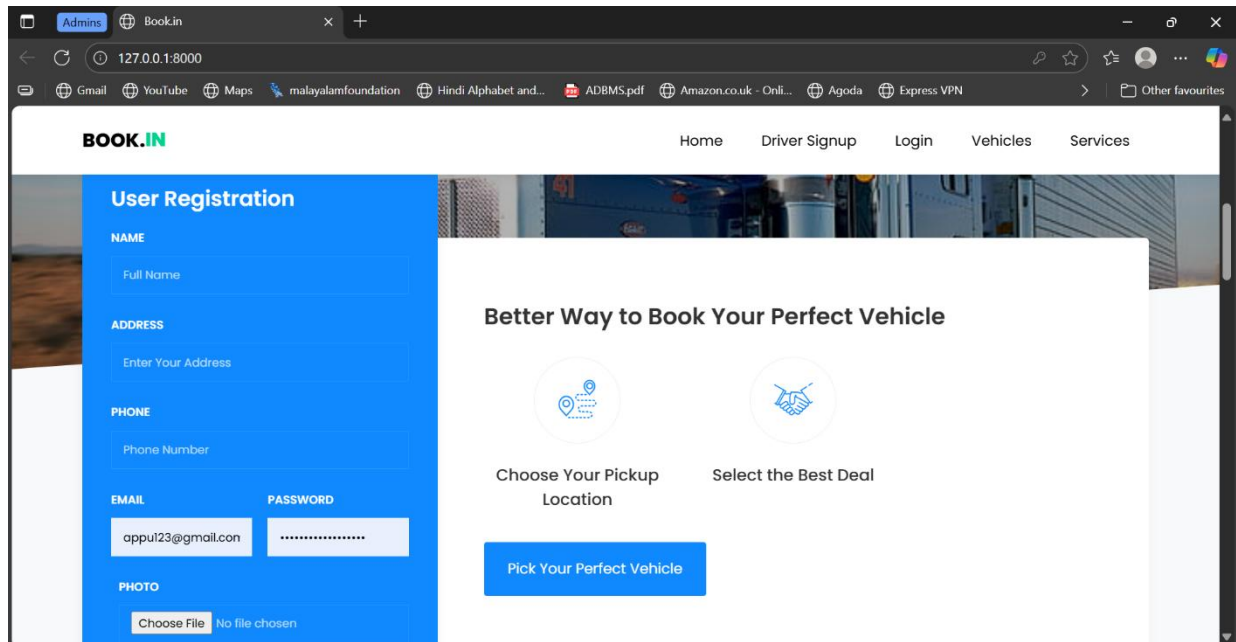 Admins Book.in
127.0.0.1:8000
Gmail YouTube Maps malayalamfoundation Hindi Alphabet and... ADBMS.pdf Amazon.co.uk - Onli... Agoda Express VPN Other favourites
BOOK.IN Home Driver Signup Login Vehicles Services
41
User Registration
NAME
Full Name
ADDRESS
Enter Your Address
PHONE
Phone Number
EMAIL PASSWORD
appu123@gmail.con ••••••••••••••••••
PHOTO
Choose File No file chosen
Better Way to Book Your Perfect Vehicle
Choose Your Pickup Select the Best Deal
Location
Pick Your Perfect Vehicle